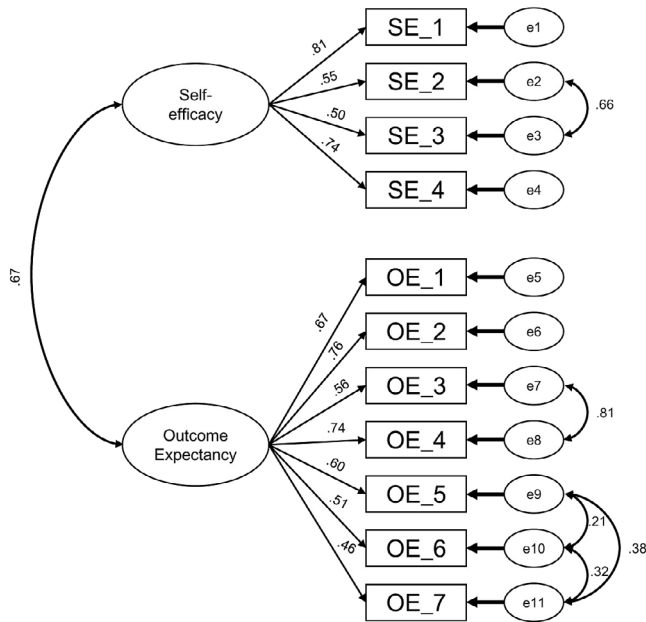 SE_1
e1
.81
SE_2
e2
.55
Self-
efficacy
.66
.50
SE_3
e3
.74
SE_4
e4
.67
OE_1
e5
.67
OE_2
e6
.76
OE_3
e7
.56
.81
OE_4
e8
.74
Outcome
Expectancy
.60
OE_5
e9
.51
.21
.46
OE_6
e10
.38
.32
OE_7
e11